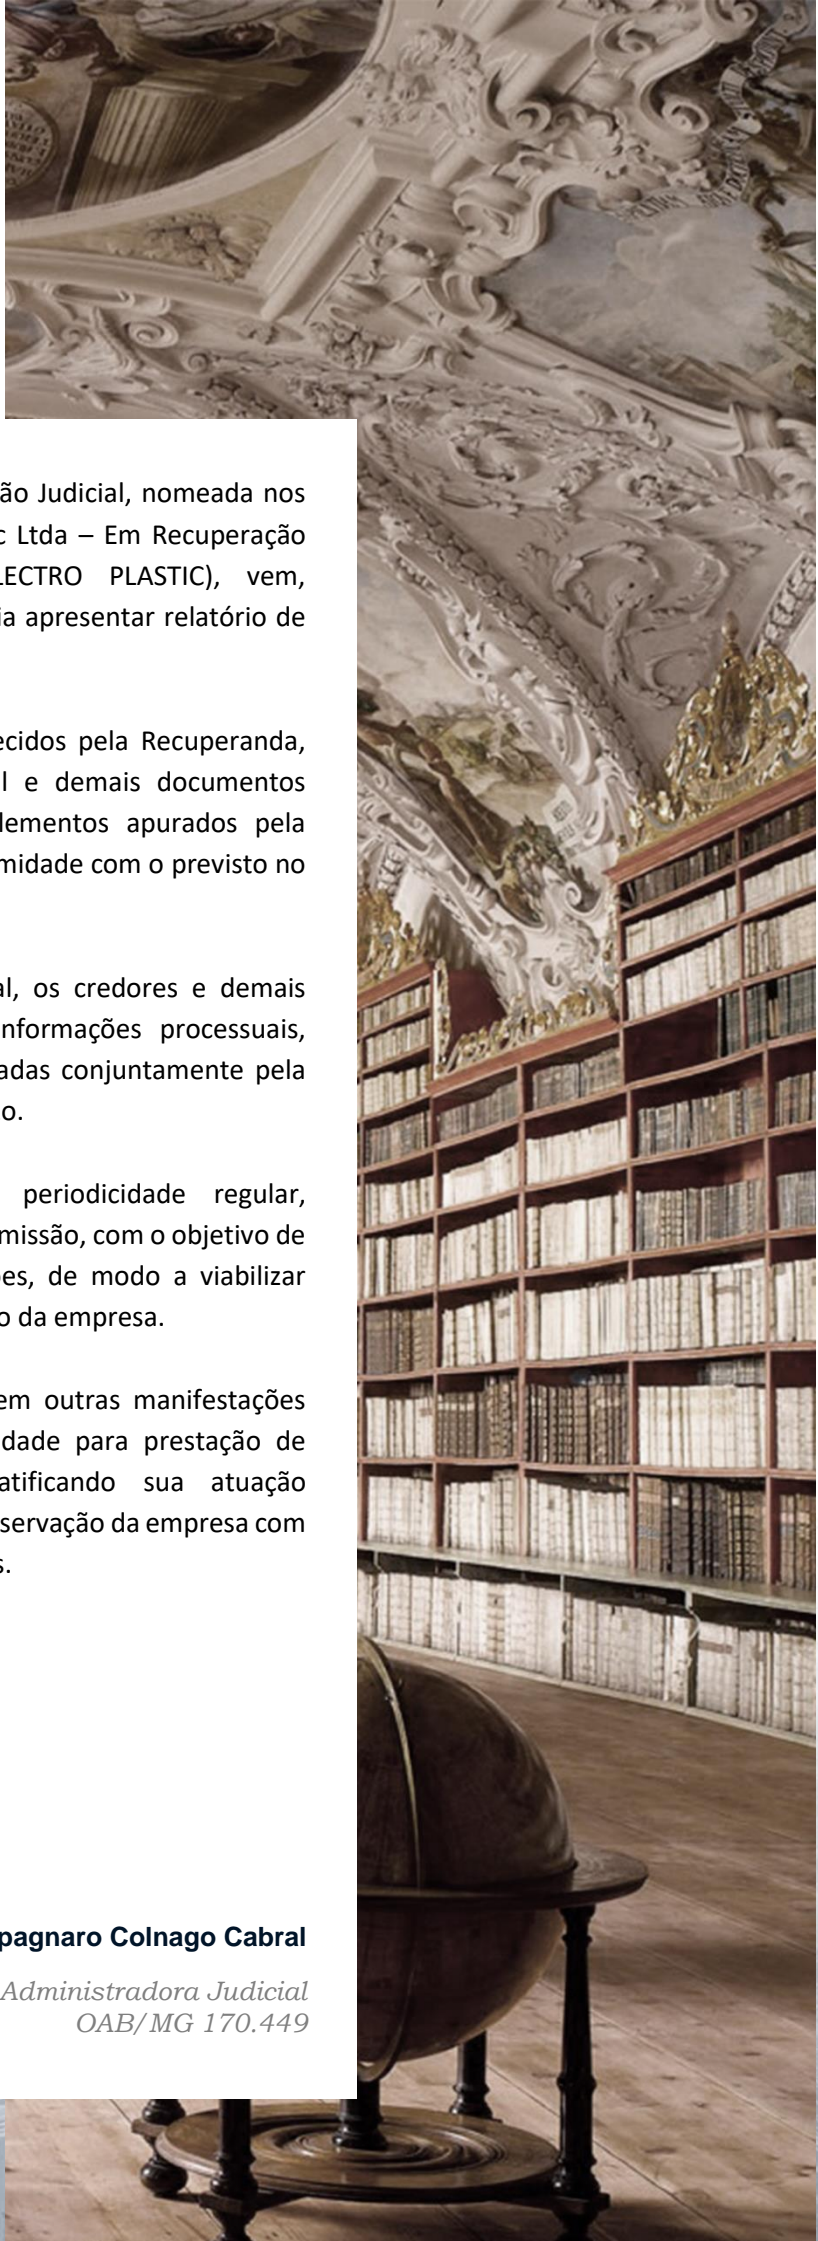 ão Judicial, nomeada nos
c Ltda – Em Recuperação
LECTRO PLASTIC), vem,
ia apresentar relatório de
ecidos pela Recuperanda,
l e demais documentos
lementos apurados pela
midade com o previsto no
al, os credores e demais
nformações processuais,
adas conjuntamente pela
o.
periodicidade regular,
missão, com o objetivo de
es, de modo a viabilizar
o da empresa.
em outras manifestações
dade para prestação de
atificando sua atuação
servação da empresa com
s.
pagnaro Colnago Cabral
Administradora Judicial
OAB/MG 170.449